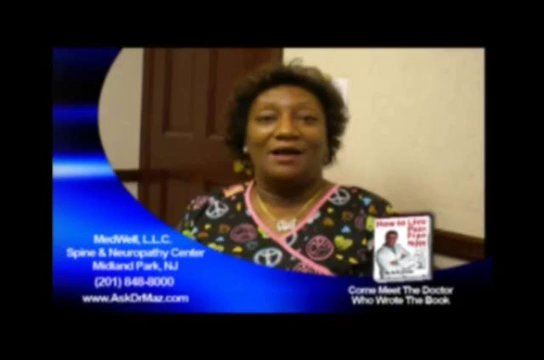 MedWell, L.L.C.
Spine & Neuropathy Center
Midland Park, NJ
(201) 848-8000
www.AskDrMaz.com
How to Live
Pain
Free
Come Meet The Doctor
Who Wrote The Book